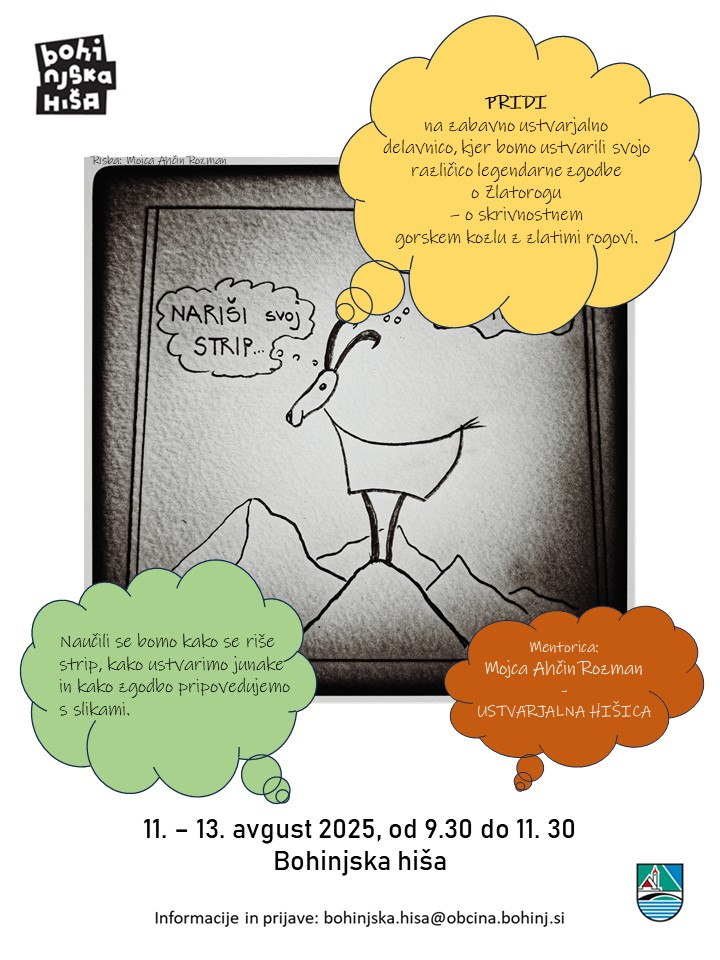 bohi
njska
HIŠA
PRIDI
na zabavno ustvarjalno
delavnico, kjer bomo ustvarili svojo
različico legendarne zgodbe
o Zlatorogu
– o skrivnostnem
gorskem kozlu z zlatimi rogovi.
Risba: Mojca Ahčin Rozman
NARIŠI svoj
STRIP...
Naučili se bomo kako se riše
strip, kako ustvarimo junake
in kako zgodbo pripovedujemo
s slikami.
Mentorica:
Mojca Ahčin Rozman
-
USTVARJALNA HIŠICA
11. – 13. avgust 2025, od 9.30 do 11. 30
Bohinjska hiša
Informacije in prijave: bohinjska.hisa@obcina.bohinj.si